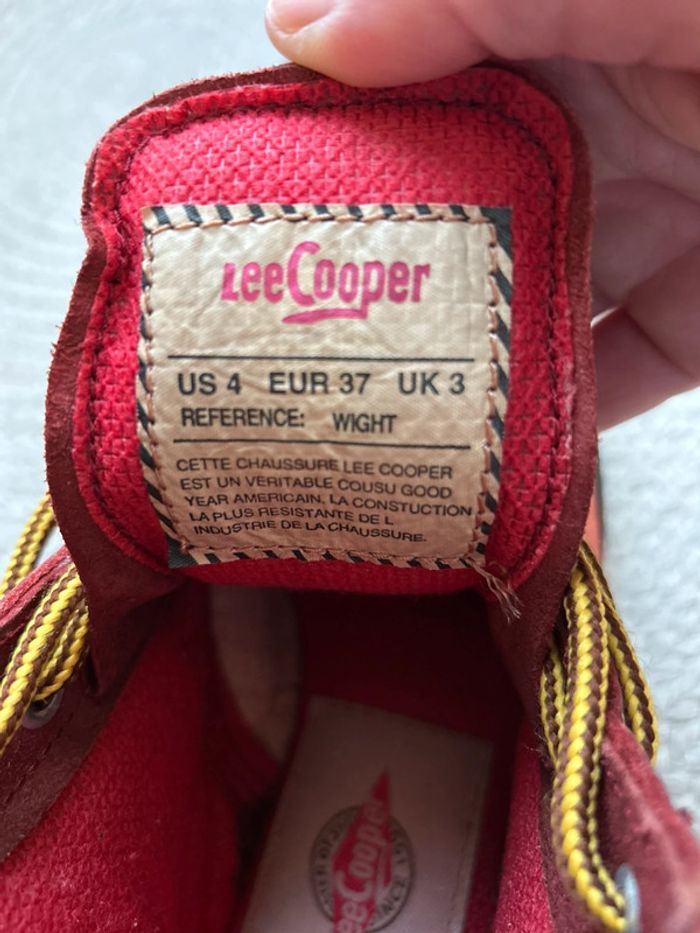 LeeCooper
US 4 EUR 37 UK 3
REFERENCE: WIGHT
CETTE CHAUSSURE LEE COOPER
EST UN VERITABLE COUSU GOOD
YEAR AMERICAIN, LA CONSTUCTION
LA PLUS RESISTANTE DE L
INDUSTRIE DE LA CHAUSSURE.
LeeCooper